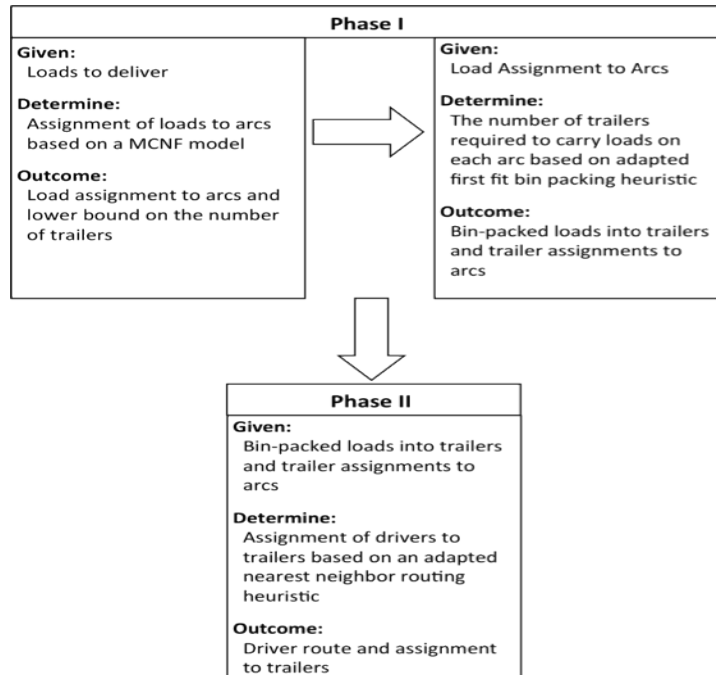 Phase I
Given:
Loads to deliver
Determine:
Assignment of loads to arcs
based on a MCNF model
Outcome:
Load assignment to arcs and
lower bound on the number
of trailers
Given:
Load Assignment to Arcs
Determine:
The number of trailers
required to carry loads on
each arc based on adapted
first fit bin packing heuristic
Outcome:
Bin-packed loads into trailers
and trailer assignments to
arcs
Phase II
Given:
Bin-packed loads into trailers
and trailer assignments to
arcs
Determine:
Assignment of drivers to
trailers based on an adapted
nearest neighbor routing
heuristic
Outcome:
Driver route and assignment
to trailers